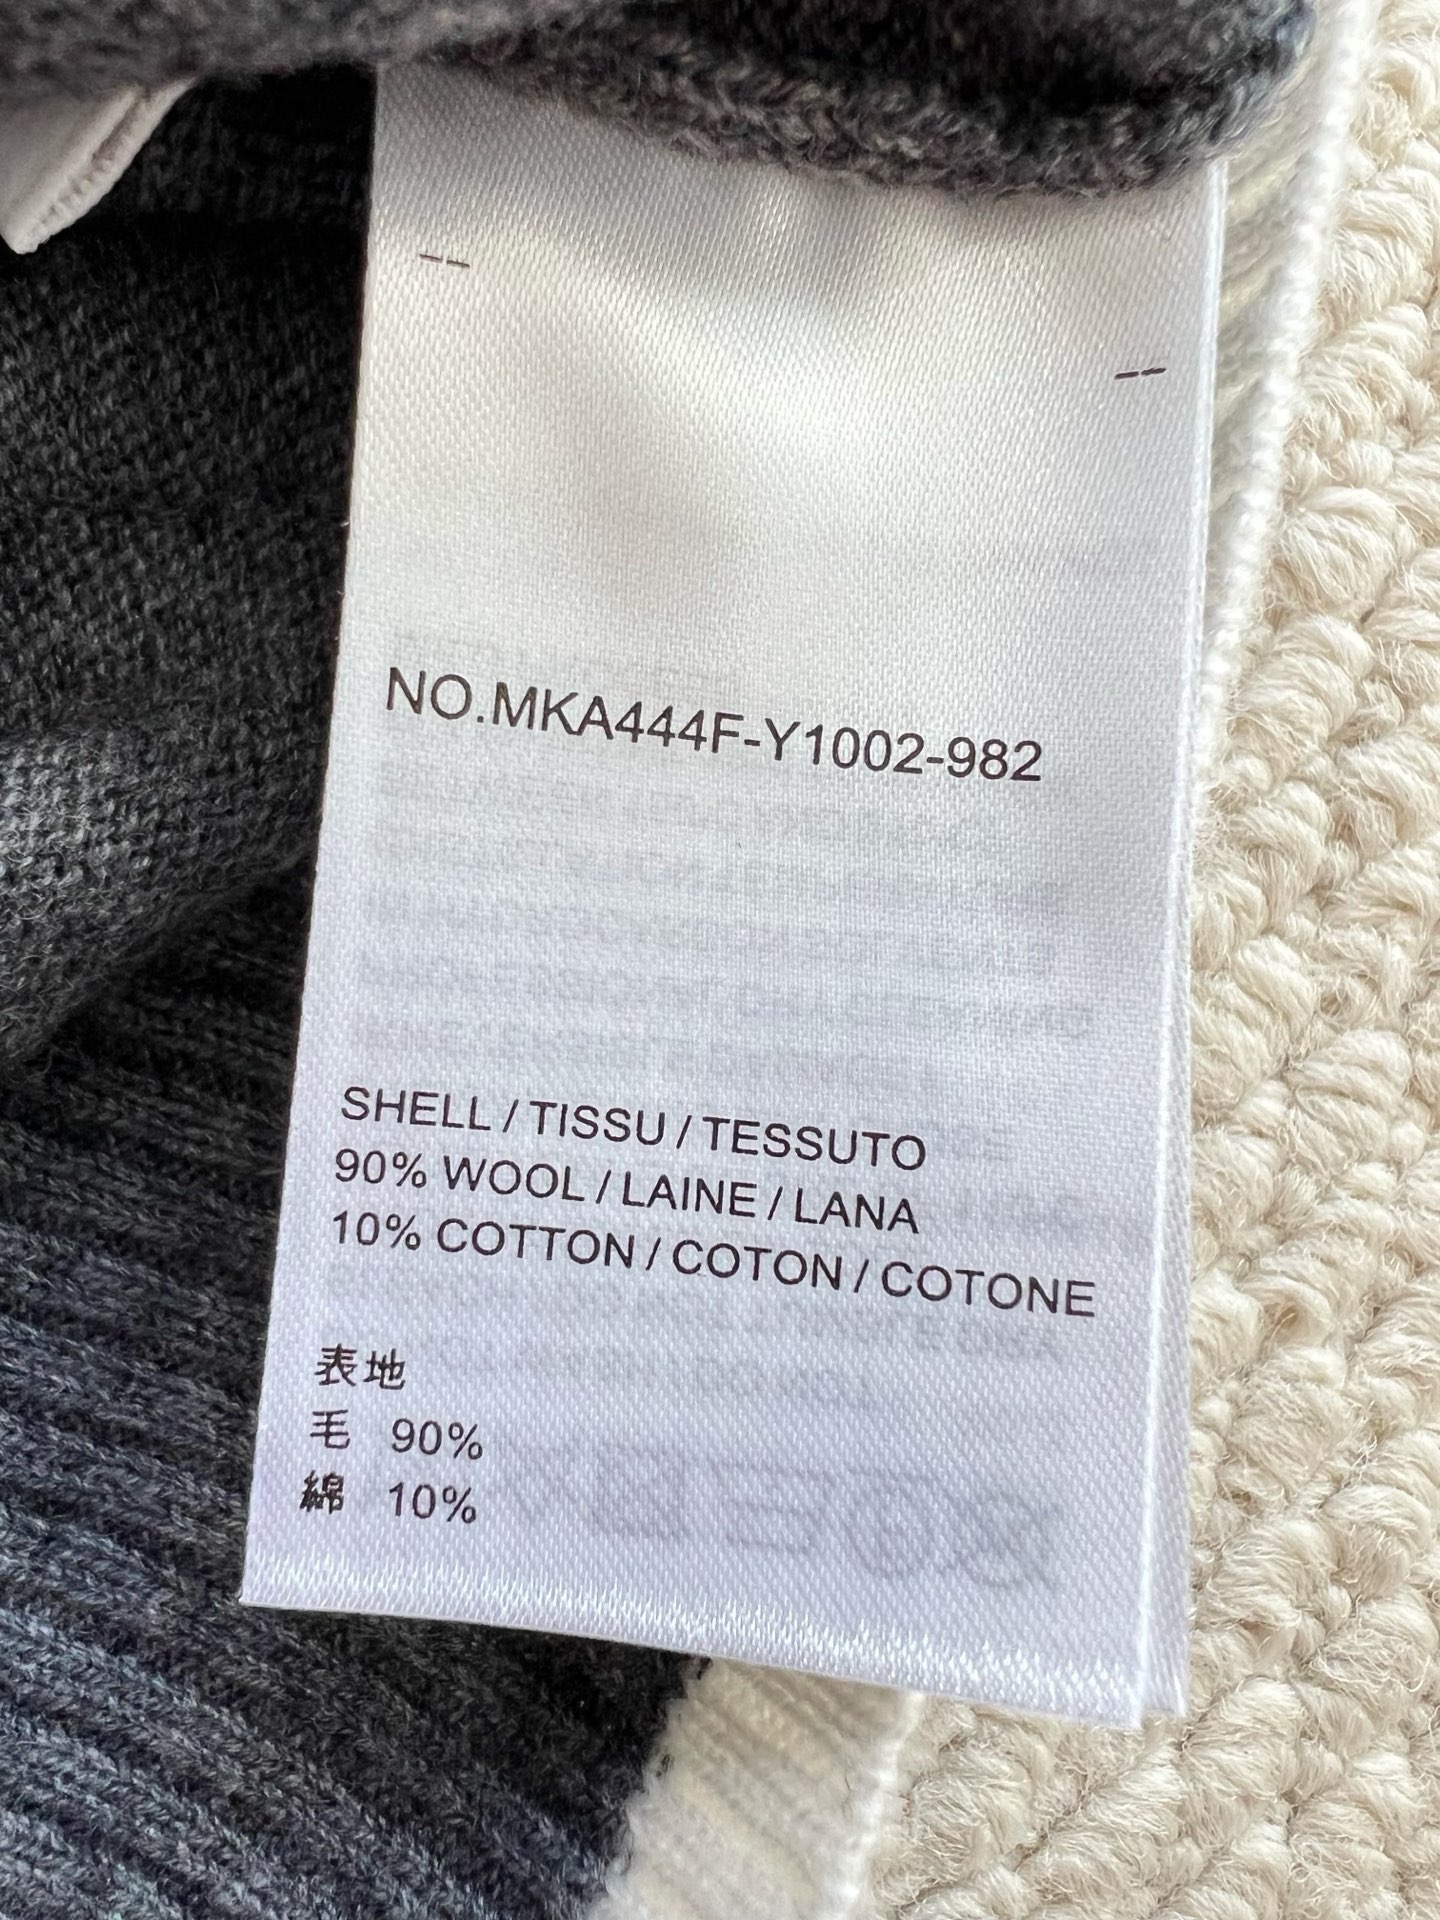 NO.MKA444F-Y1002-982
SHELL / TISSU / TESSUTO
90% WOOL / LAINE / LANA
10% COTTON / COTON / COTONE
表地
毛 90%
綿 10%